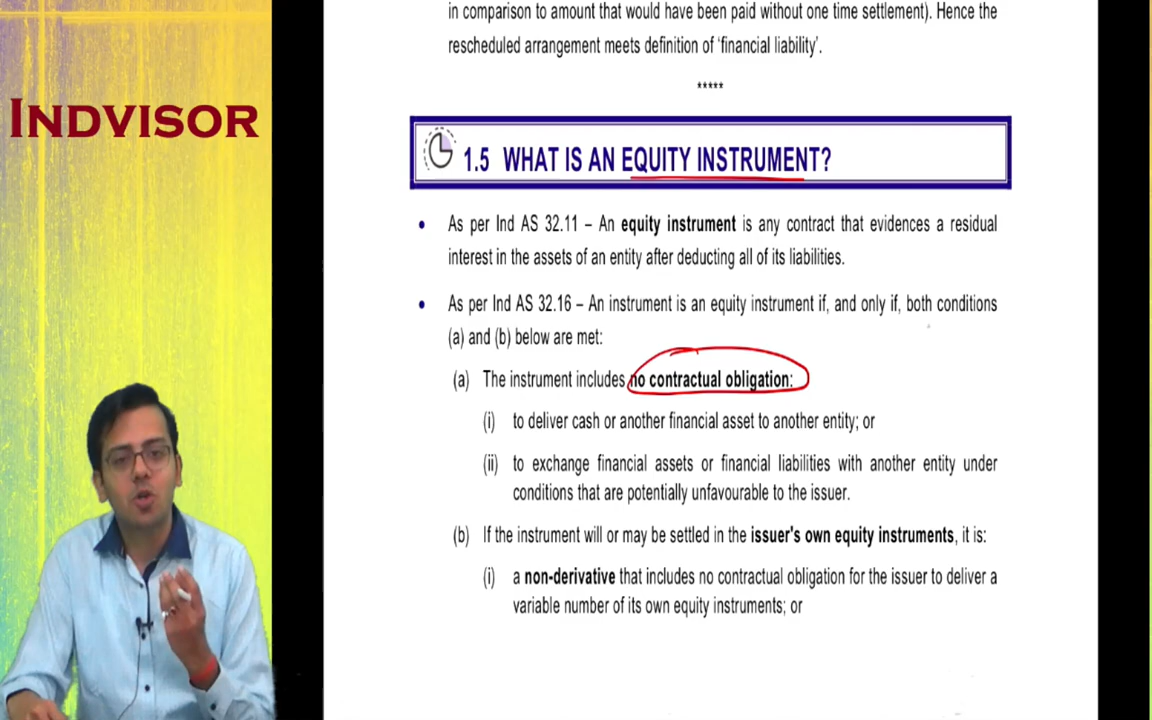 INDVISOR
in comparison to amount that would have been paid without one time settlement). Hence the
rescheduled arrangement meets definition of ‘financial liability’.
*****
1.5 WHAT IS AN EQUITY INSTRUMENT?
• As per Ind AS 32.11 – An equity instrument is any contract that evidences a residual
interest in the assets of an entity after deducting all of its liabilities.
• As per Ind AS 32.16 – An instrument is an equity instrument if, and only if, both conditions
(a) and (b) below are met:
(a) The instrument includes no contractual obligation:
(i) to deliver cash or another financial asset to another entity; or
(ii) to exchange financial assets or financial liabilities with another entity under
conditions that are potentially unfavourable to the issuer.
(b) If the instrument will or may be settled in the issuer's own equity instruments, it is:
(i) a non-derivative that includes no contractual obligation for the issuer to deliver a
variable number of its own equity instruments; or